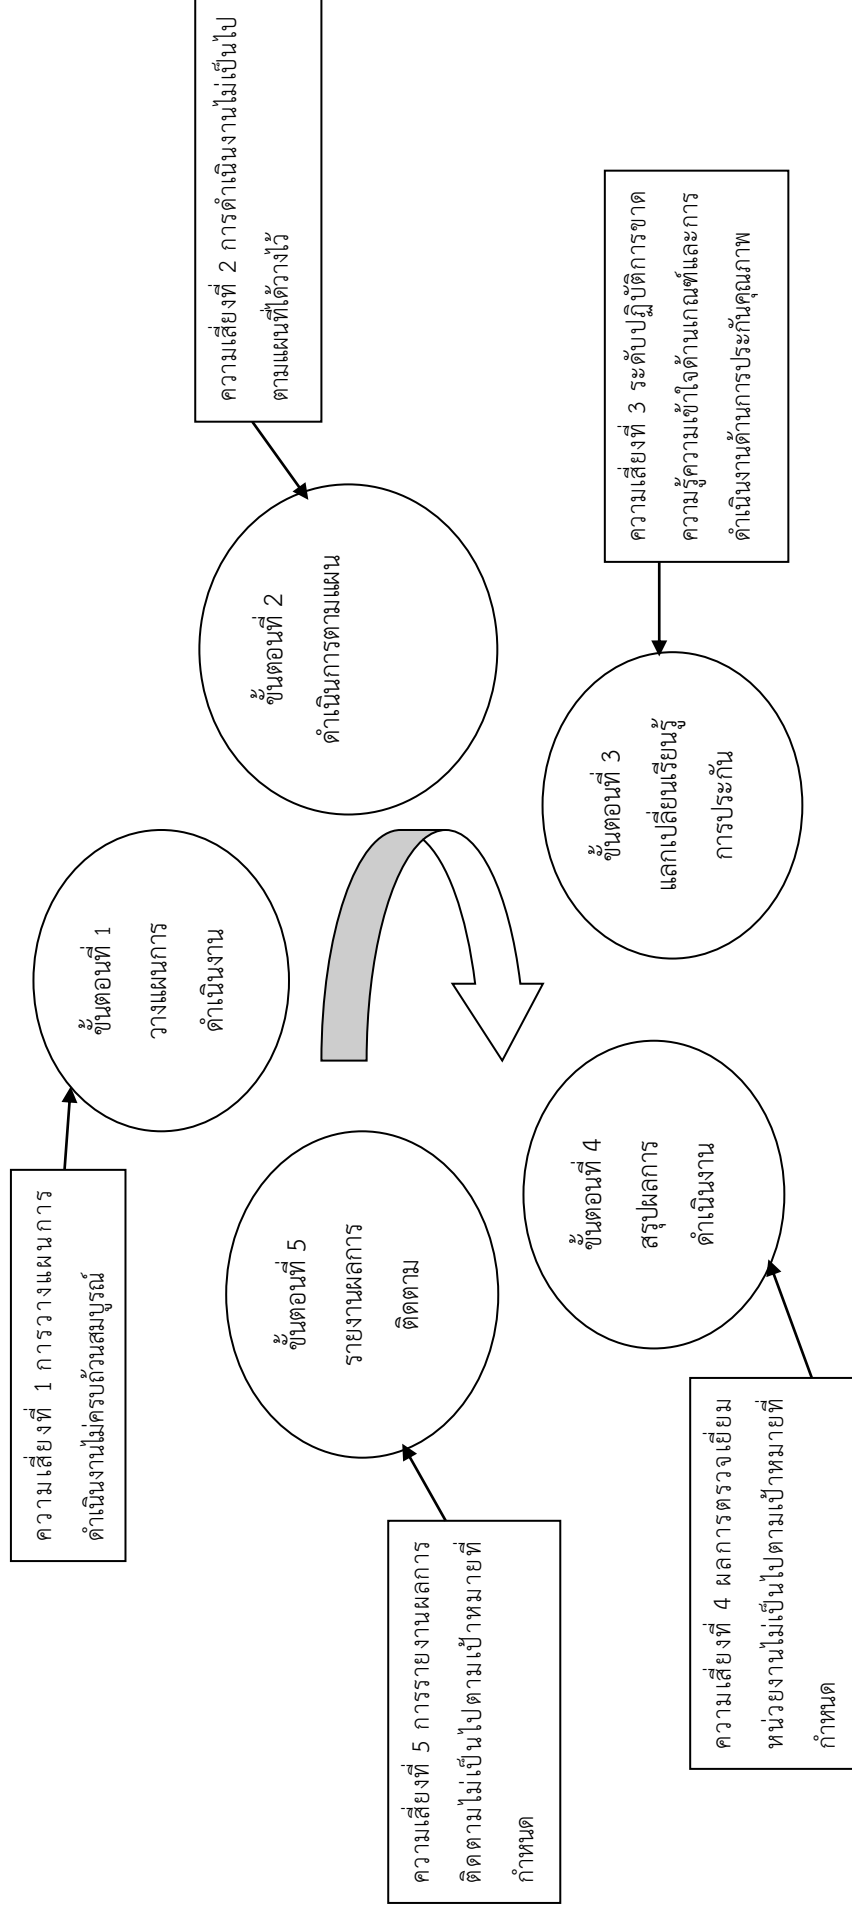 ความเสี่ยงที่ 1 การวางแผนการ
ดำเนินงานไม่ครบถ้วนสมบูรณ์
ขั้นตอนที่ 1
วางแผนการ
ดำเนินงาน
ความเสี่ยงที่ 2 การดำเนินงานไม่เป็นไป
ตามแผนที่ได้วางไว้
ขั้นตอนที่ 2
ดำเนินการตามแผน
ความเสี่ยงที่ 3 ระดับปฏิบัติการขาด
ความรู้ความเข้าใจด้านเกณฑ์และการ
ดำเนินงานด้านการประกันคุณภาพ
ขั้นตอนที่ 3
แลกเปลี่ยนเรียนรู้
การประกัน
ขั้นตอนที่ 4
สรุปผลการ
ดำเนินงาน
ความเสี่ยงที่ 4 ผลการตรวจเยี่ยม
หน่วยงานไม่เป็นไปตามเป้าหมายที่
กำหนด
ขั้นตอนที่ 5
รายงานผลการ
ติดตาม
ความเสี่ยงที่ 5 การรายงานผลการ
ติดตามไม่เป็นไปตามเป้าหมายที่
กำหนด